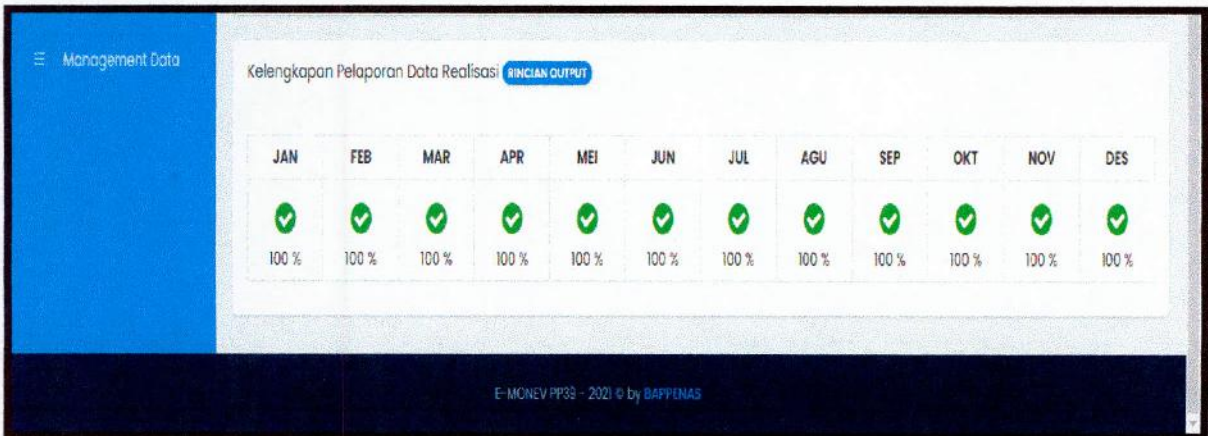 Management Data
Kelengkapan Pelaporan Data Realisasi RINCIAN OUTPUT
JAN FEB MAR APR MEI JUN JUL AGU SEP OKT NOV DES
100 % 100 % 100 % 100 % 100 % 100 % 100 % 100 % 100 % 100 % 100 % 100 %
E-MONEV PP39 - 2021 © by BAPPENAS